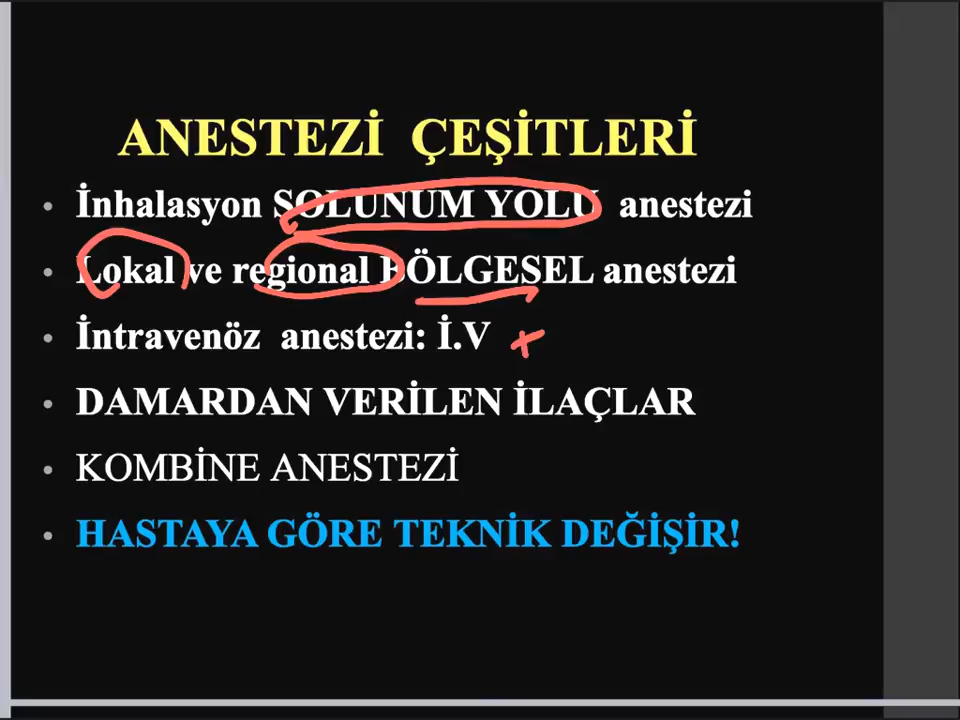 ANESTEZİ ÇEŞİTLERİ
• İnhalasyon SOLUNUM YOLU anestezi
• Lokal ve regional BÖLGESEL anestezi
• İntravenöz anestezi: İ.V
• DAMARDAN VERİLEN İLAÇLAR
• KOMBİNE ANESTEZİ
• HASTAYA GÖRE TEKNİK DEĞİŞİR!